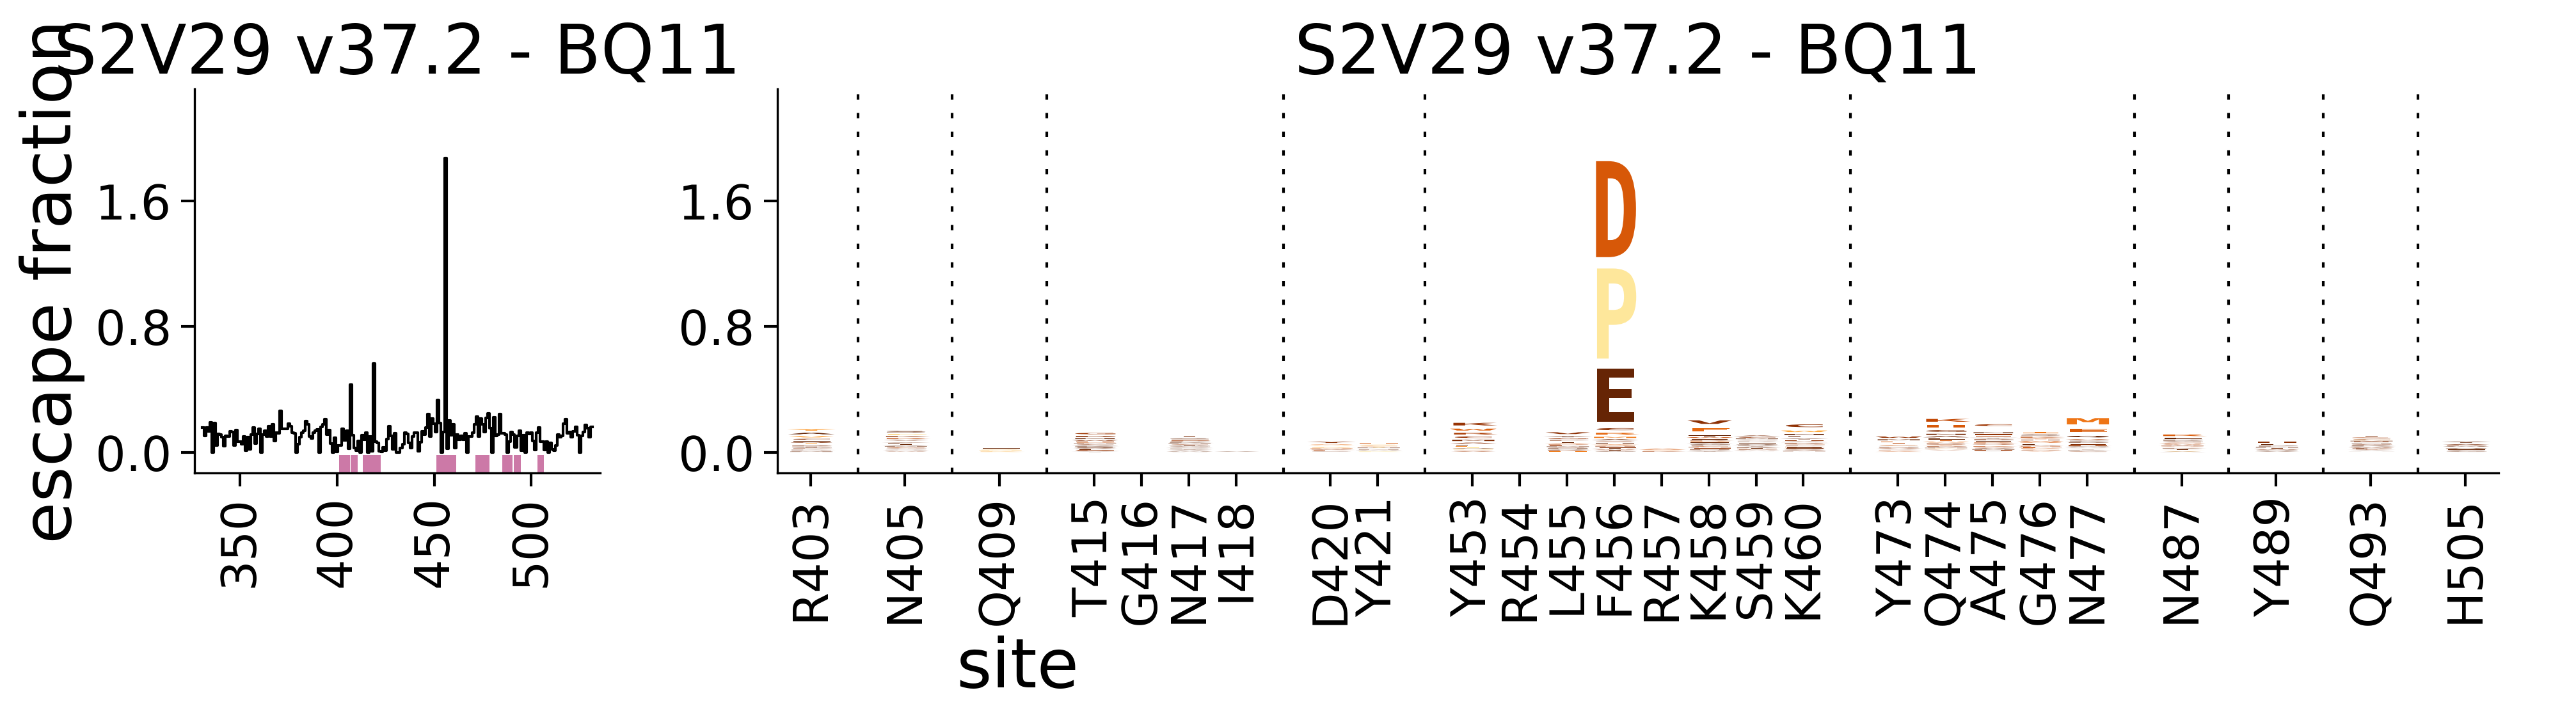 S2V29 v37.2 - BQ11
S2V29 v37.2 - BQ11
escape fraction
1.6
0.8
0.0
350
400
450
500
1.6
0.8
0.0
D
P
E
R403
N405
Q409
T415
G416
N417
I418
D420
Y421
Y453
R454
L455
F456
R457
K458
S459
K460
Y473
Q474
A475
G476
N477
N487
Y489
Q493
H505
site